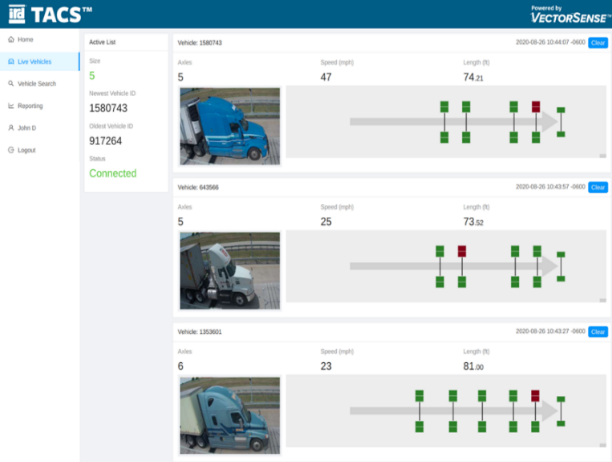 ird TACS™
Powered by
VECTORSENSE™
Home
Live Vehicles
Vehicle Search
Reporting
John D
Logout
Active List
Size
5
Newest Vehicle ID
1580743
Oldest Vehicle ID
917264
Status
Connected
Vehicle: 1580743
2020-08-26 10:44:07 -0600 Clear
Axles Speed (mph) Length (ft)
5 47 74.21
Vehicle: 643566
2020-08-26 10:43:57 -0600 Clear
Axles Speed (mph) Length (ft)
5 25 73.52
Vehicle: 1353601
2020-08-26 10:43:27 -0600 Clear
Axles Speed (mph) Length (ft)
6 23 81.00